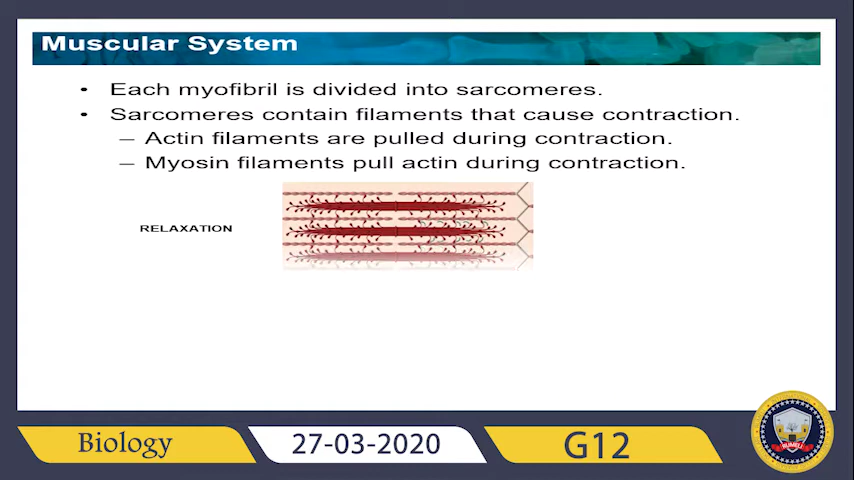 Muscular System
• Each myofibril is divided into sarcomeres.
• Sarcomeres contain filaments that cause contraction.
– Actin filaments are pulled during contraction.
– Myosin filaments pull actin during contraction.
RELAXATION
Biology
27-03-2020
G12